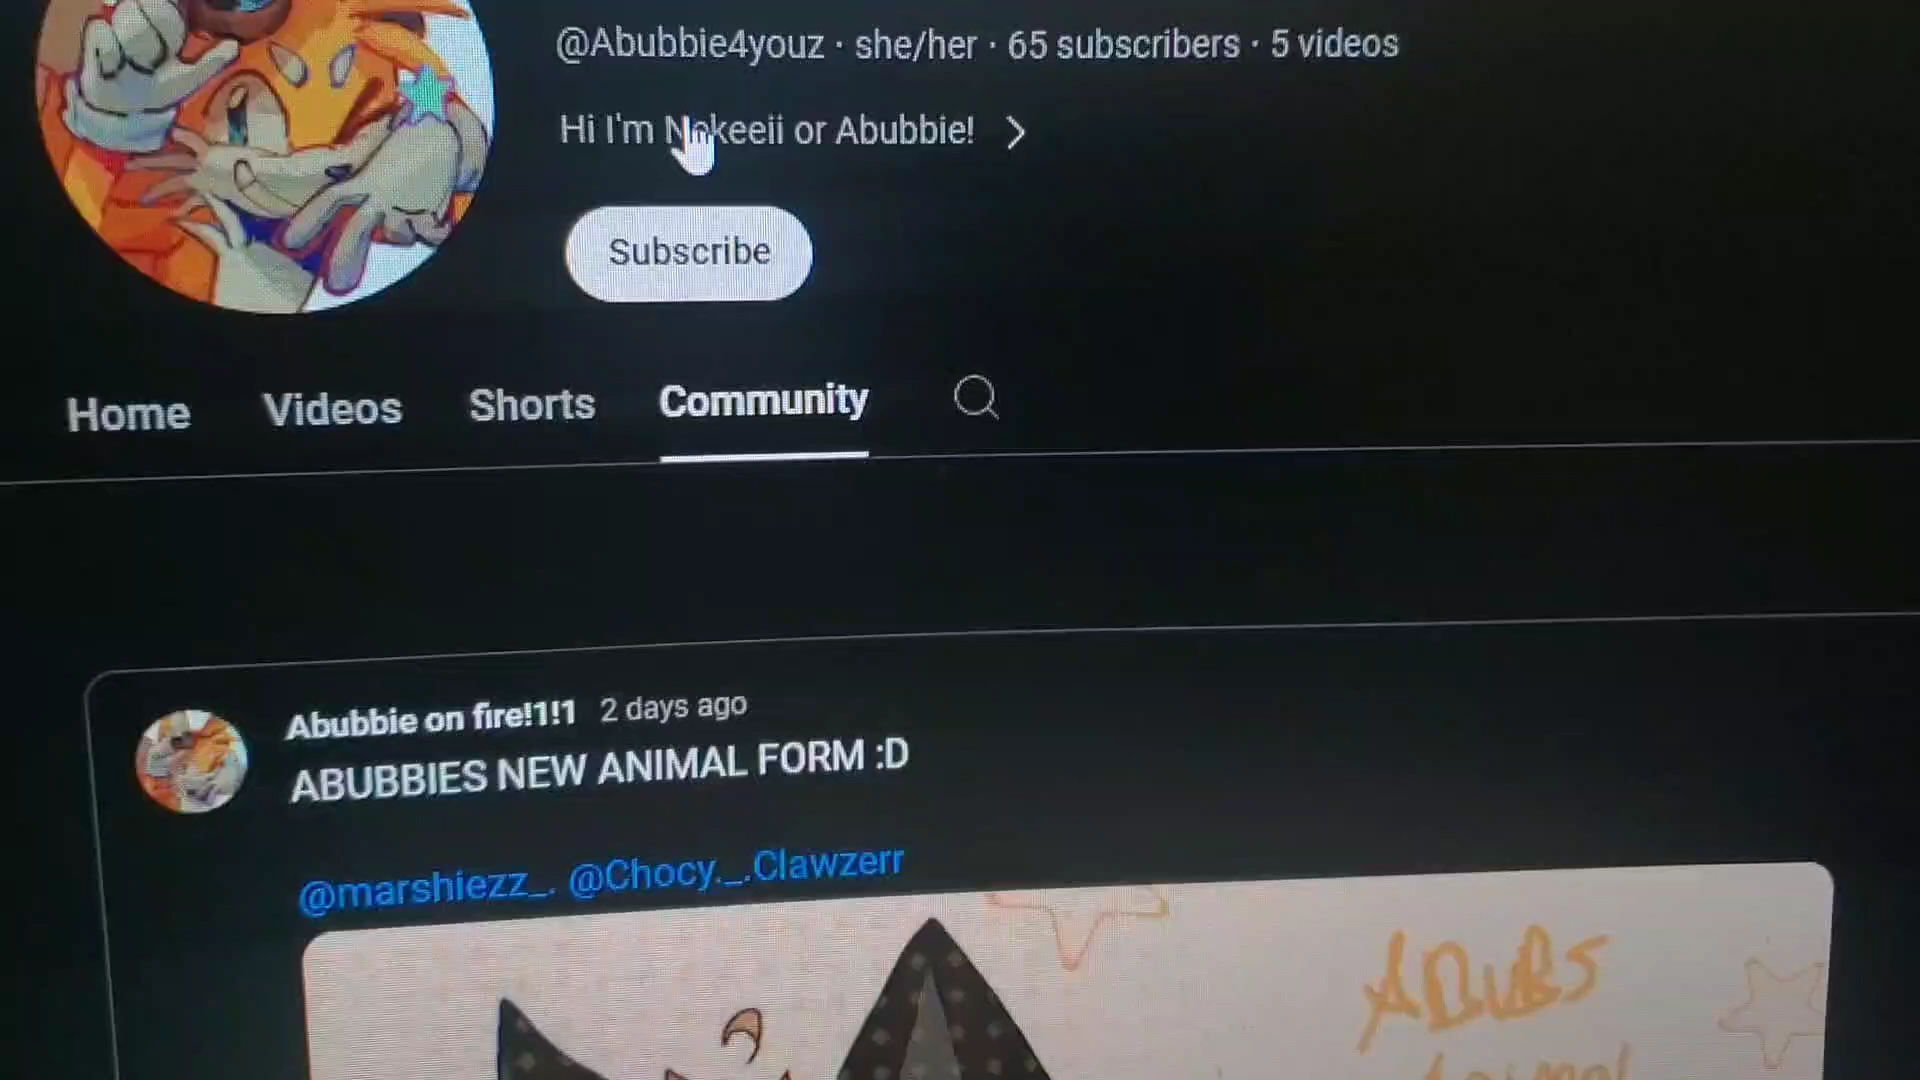 @Abubbie4youz · she/her · 65 subscribers · 5 videos
Hi I'm Nokeeii or Abubbie!
Subscribe
Home Videos Shorts Community
Abubbie on fire!1!1 2 days ago
ABUBBIES NEW ANIMAL FORM :D
@marshiezz_. @Chocy._.Clawzerr
ABUBS